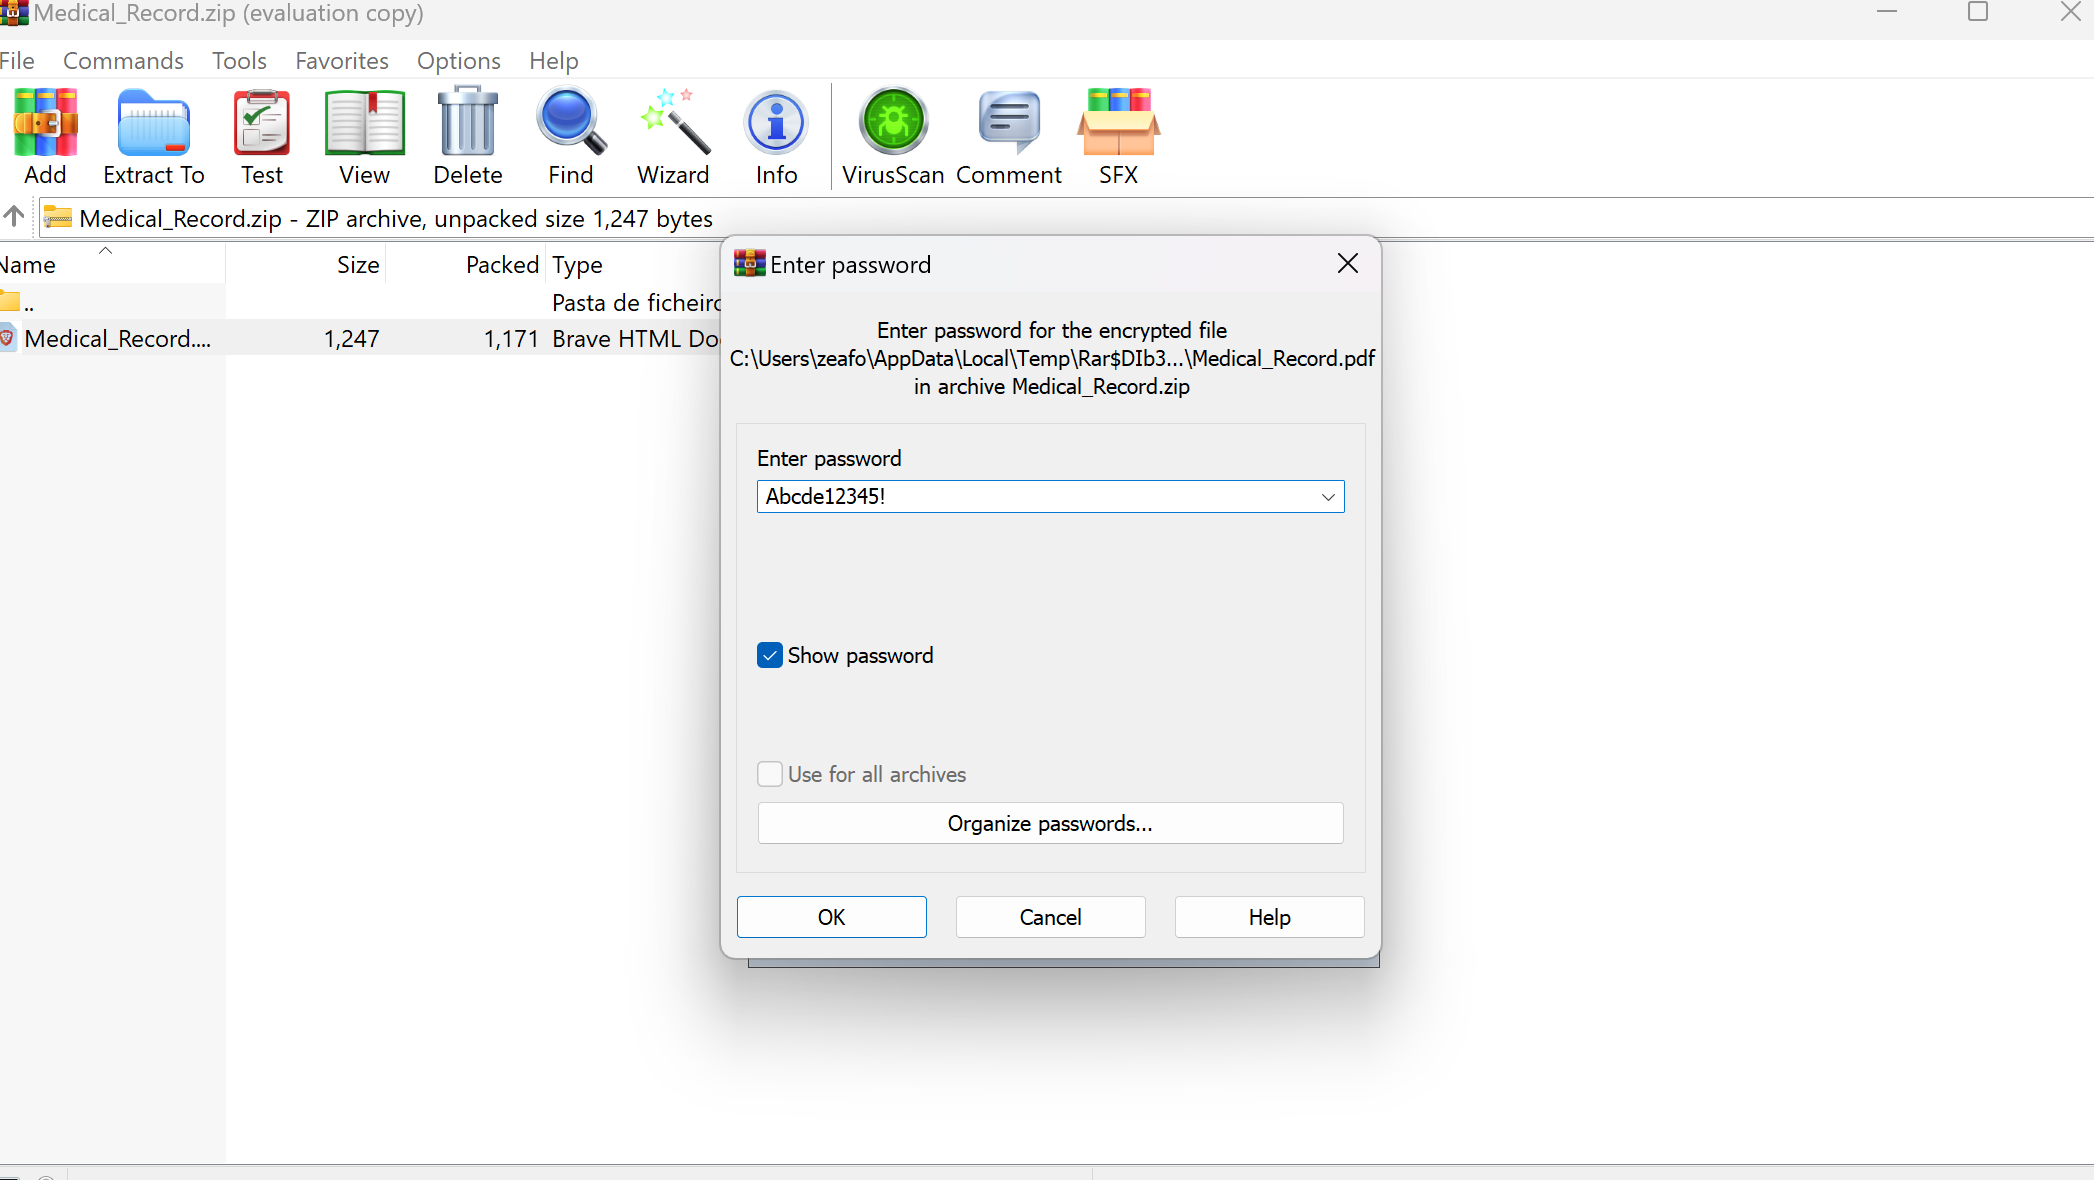 Medical_Record.zip (evaluation copy)
File Commands Tools Favorites Options Help
Add Extract To Test View Delete Find Wizard Info VirusScan Comment SFX
Medical_Record.zip - ZIP archive, unpacked size 1,247 bytes
Name Size Packed Type
.. Pasta de ficheiro
Medical_Record.... 1,247 1,171 Brave HTML Do
Enter password
Enter password for the encrypted file
C:\Users\zeafo\AppData\Local\Temp\Rar$DIb3...\Medical_Record.pdf
in archive Medical_Record.zip
Enter password
Abcde12345!
Show password
Use for all archives
Organize passwords...
OK Cancel Help